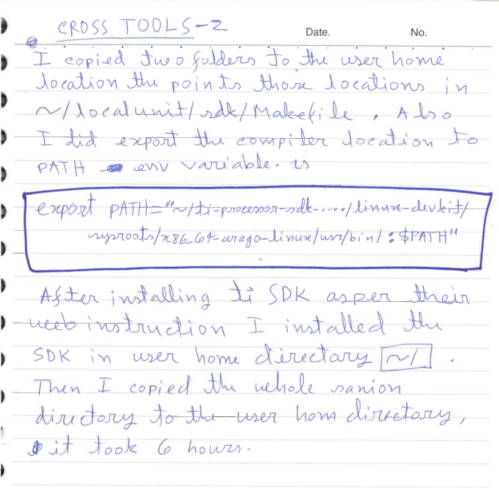 CROSS TOOLS-2
Date. No.
I copied two folders to the user home
location the points those locations in
~/localunit/sdk/Makefile. Also
I did export the compiler location to
PATH env variable. is
export PATH="~/ti-processor-sdk-..../linux-devkit/
sysroots/x86_64-arago-linux/usr/bin/:$PATH"
After installing ti SDK asper their
web instruction I installed the
SDK in user home directory ~/ .
Then I copied the whole
directory to the user hom directory,
it took 6 hours.